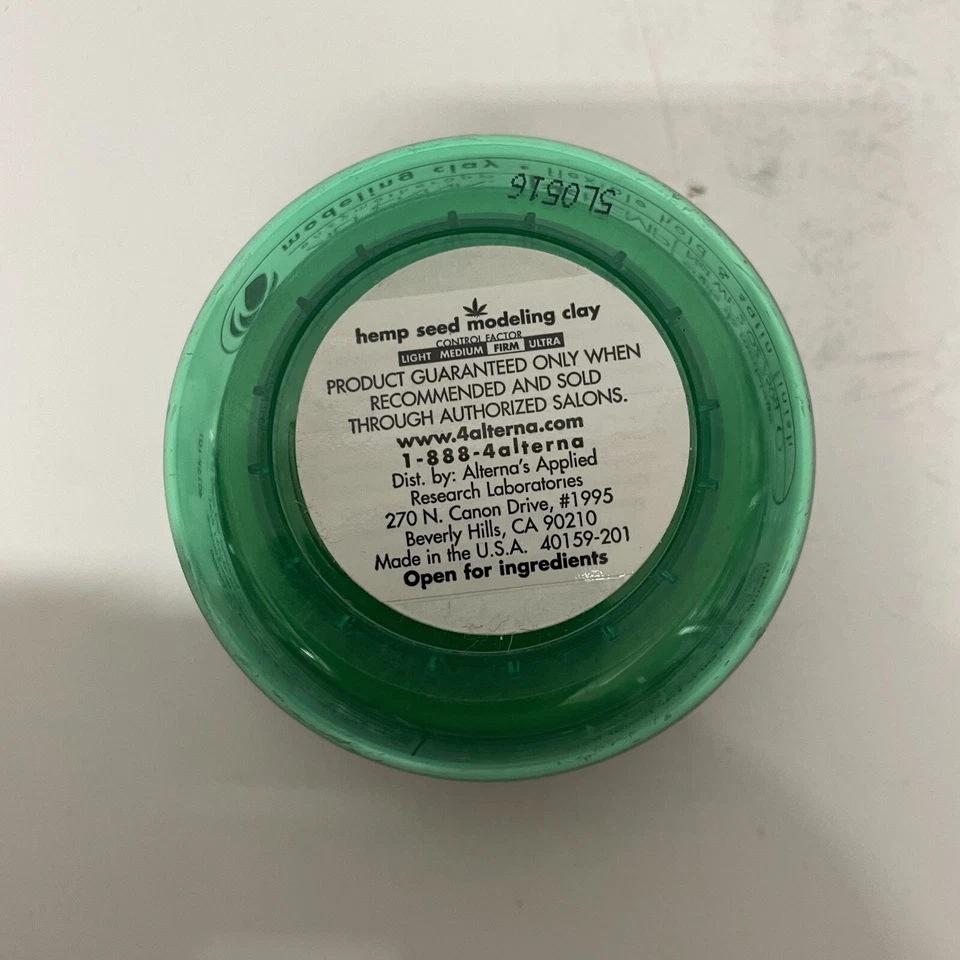 5L0516
hemp seed modeling clay
CONTROL FACTOR
LIGHT MEDIUM FIRM ULTRA
PRODUCT GUARANTEED ONLY WHEN
RECOMMENDED AND SOLD
THROUGH AUTHORIZED SALONS.
www.4alterna.com
1-888-4alterna
Dist. by: Alterna's Applied
Research Laboratories
270 N. Canon Drive, #1995
Beverly Hills, CA 90210
Made in the U.S.A. 40159-201
Open for ingredients
modeling clay